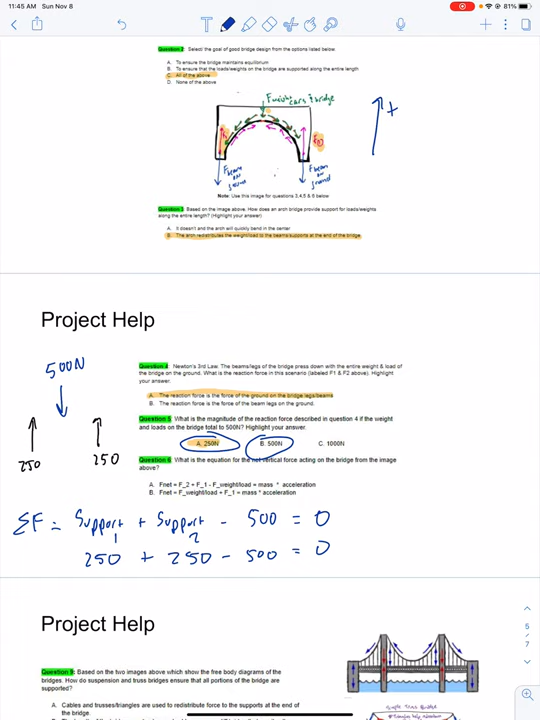 11:45 AM Sun Nov 8
81%
Question 2: Select the goal of good bridge design from the options listed below.
A. To ensure the bridge maintains equilibrium
B. To ensure that the loads/weights on the bridge are supported along the entire length
C. All of the above
D. None of the above
Fweight: cars & bridge
+
Fbeam on ground
Fbeam on ground
Note: Use this image for questions 3,4,5 & 6 below
Question 3: Based on the image above. How does an arch bridge provide support for loads/weights
along the entire length? (Highlight your answer)
A. It doesn't and the arch will quickly bend in the center
B. The arch redistributes the weight/load to the beams/supports at the end of the bridge
Project Help
500N
250
250
Question 4: Newton's 3rd Law: The beams/legs of the bridge press down with the entire weight & load of
the bridge on the ground. What is the reaction force in this scenario (labeled F1 & F2 above). Highlight
your answer.
A. The reaction force is the force of the ground on the bridge legs/beams
B. The reaction force is the force of the beam legs on the ground.
Question 5: What is the magnitude of the reaction force described in question 4 if the weight
and loads on the bridge total to 500N? Highlight your answer.
A. 250N B. 500N C. 1000N
Question 6: What is the equation for the net vertical force acting on the bridge from the image
above?
A. Fnet = F_2 + F_1 - F_weight/load = mass * acceleration
B. Fnet = F_weight/load + F_1 = mass * acceleration
ΣF = Support 1 + Support 2 - 500 = 0
250 + 250 - 500 = 0
5
/
7
Project Help
Question 9: Based on the two images above which show the free body diagrams of the
bridges. How do suspension and truss bridges ensure that all portions of the bridge are
supported?
A. Cables and trusses/triangles are used to redistribute force to the supports at the end of
the bridge.
Simple Truss Bridge